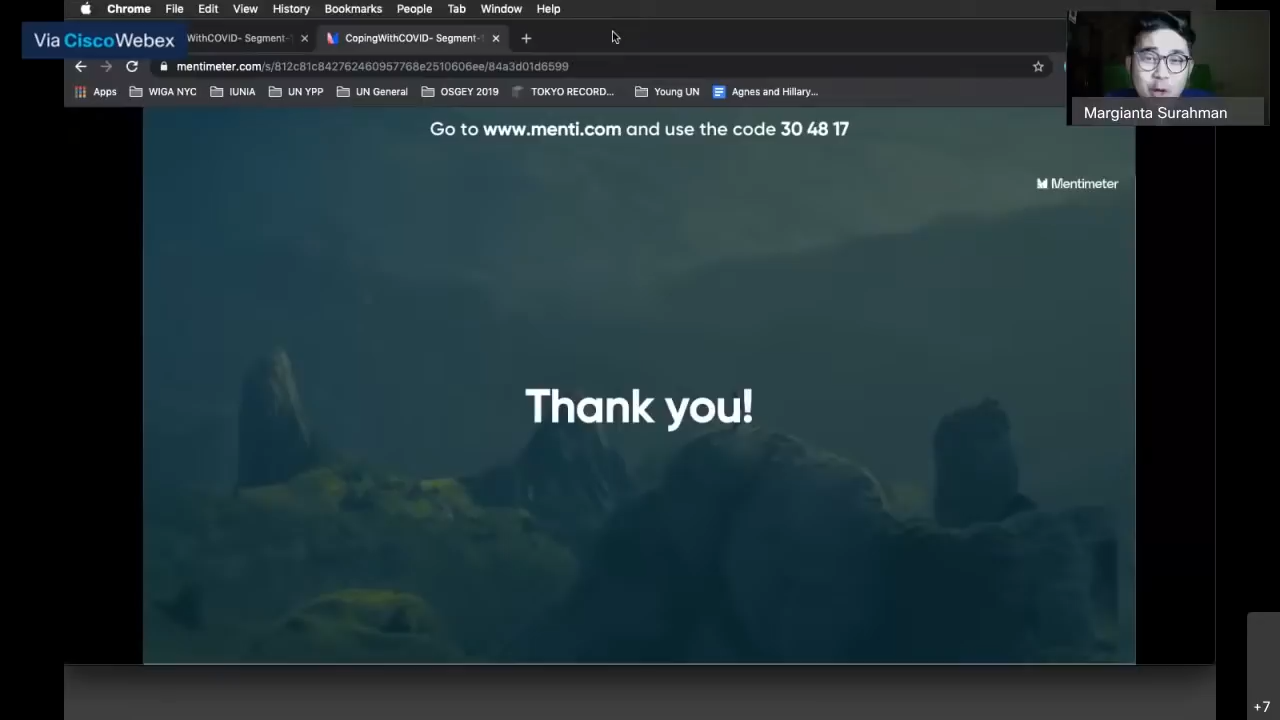 Chrome File Edit View History Bookmarks People Tab Window Help
Via CiscoWebex
WithCOVID- Segment-
CopingWithCOVID- Segment-
mentimeter.com/s/812c81c842762460957768e2510605ee/84a3d01d6599
Apps WIGA NYC IUNIA UN YPP UN General OSGEY 2019 TOKYO RECORD... Young UN Agnes and Hillary...
Margianta Surahman
Go to www.menti.com and use the code 30 48 17
Mentimeter
Thank you!
+7